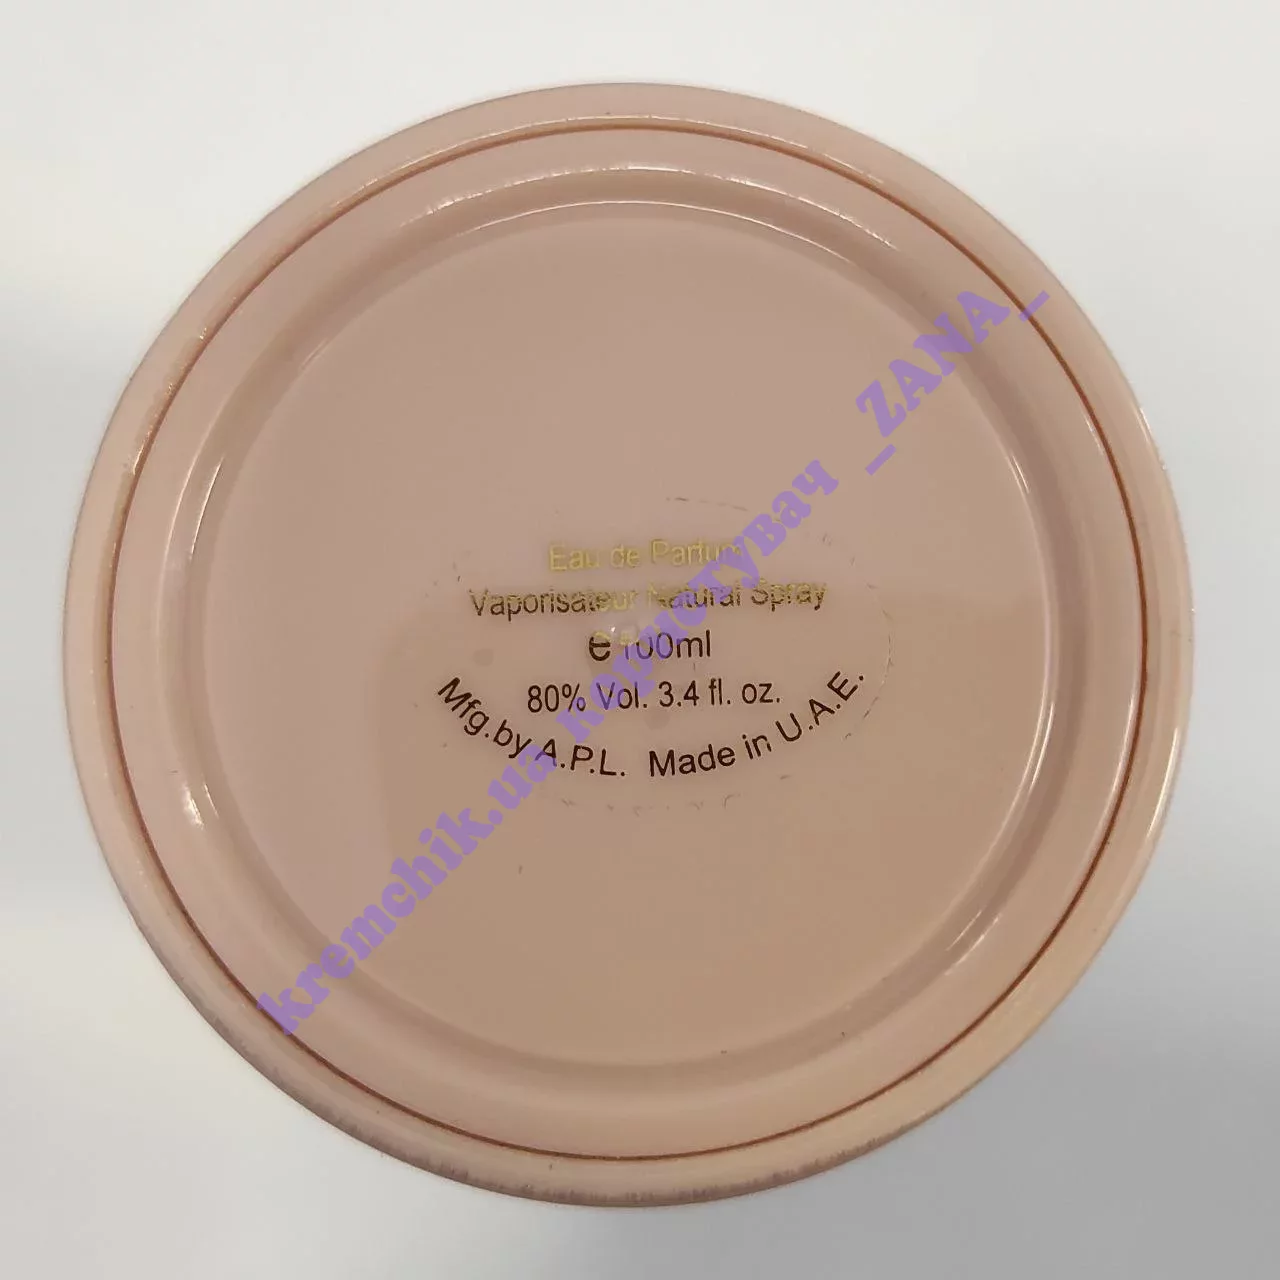 Eau de Parfum
Vaporisateur Natural Spray
e 100ml
80% Vol. 3.4 fl. oz.
Mfg.by A.P.L. Made in U.A.E.
kremchik.ua користувач _ZANA_